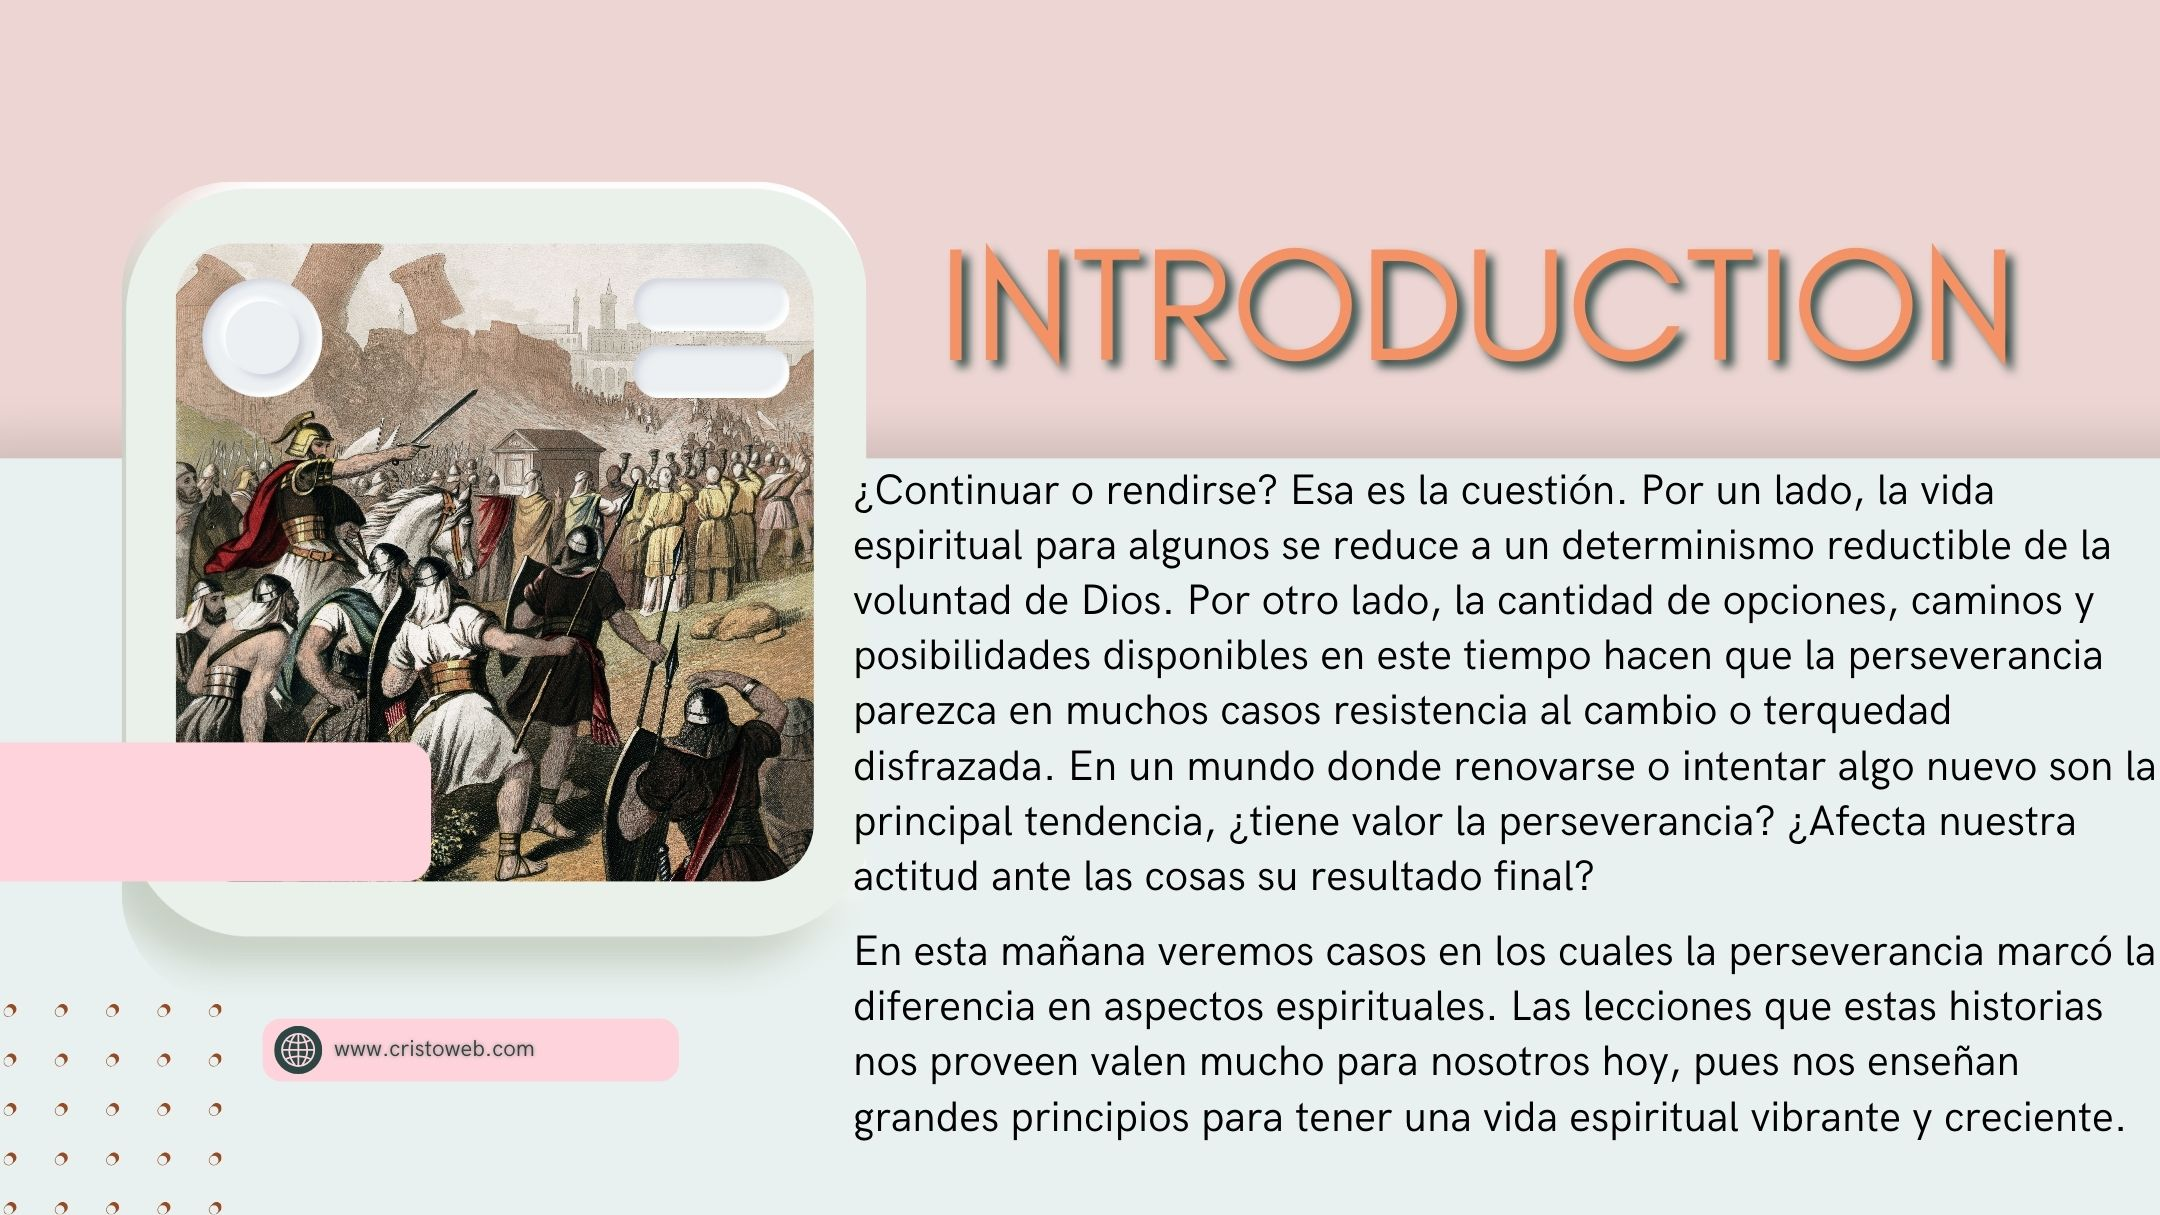 INTRODUCTION
¿Continuar o rendirse? Esa es la cuestión. Por un lado, la vida
espiritual para algunos se reduce a un determinismo reductible de la
voluntad de Dios. Por otro lado, la cantidad de opciones, caminos y
posibilidades disponibles en este tiempo hacen que la perseverancia
parezca en muchos casos resistencia al cambio o terquedad
disfrazada. En un mundo donde renovarse o intentar algo nuevo son la
principal tendencia, ¿tiene valor la perseverancia? ¿Afecta nuestra
actitud ante las cosas su resultado final?
En esta mañana veremos casos en los cuales la perseverancia marcó la
diferencia en aspectos espirituales. Las lecciones que estas historias
nos proveen valen mucho para nosotros hoy, pues nos enseñan
grandes principios para tener una vida espiritual vibrante y creciente.
www.cristoweb.com